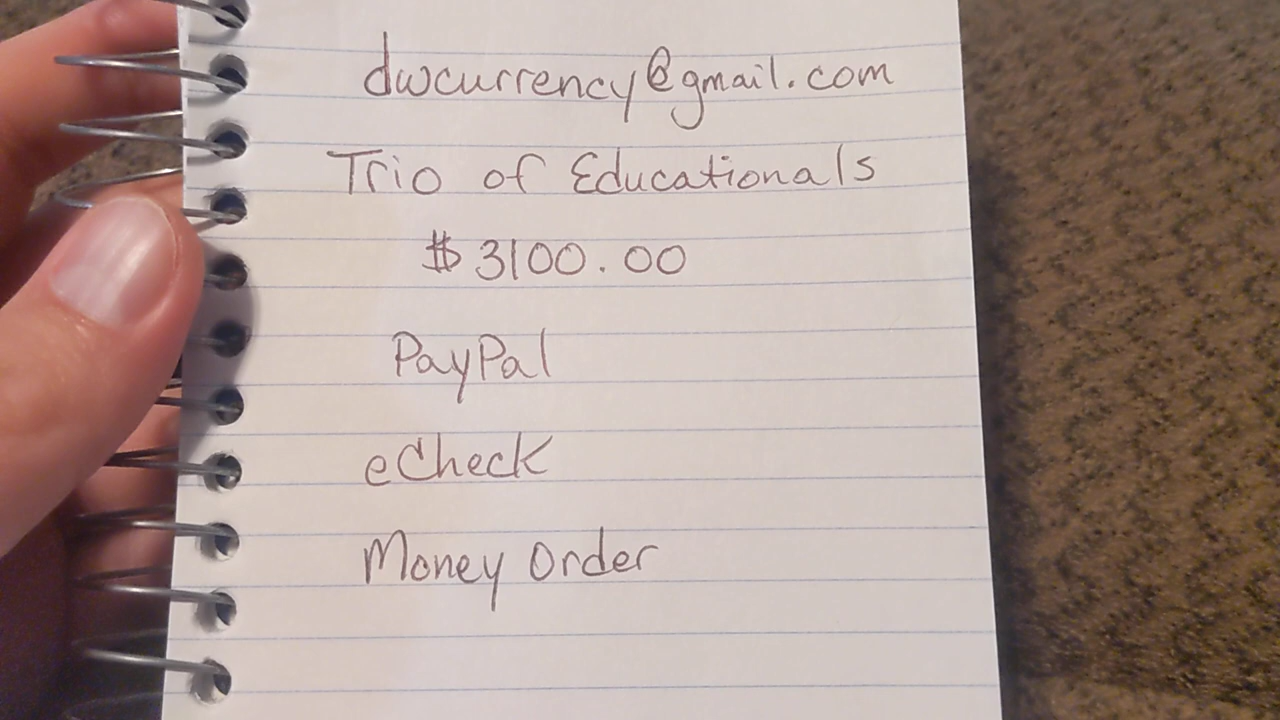 dwcurrency@gmail.com
Trio of Educationals
$3100.00
PayPal
eCheck
Money Order